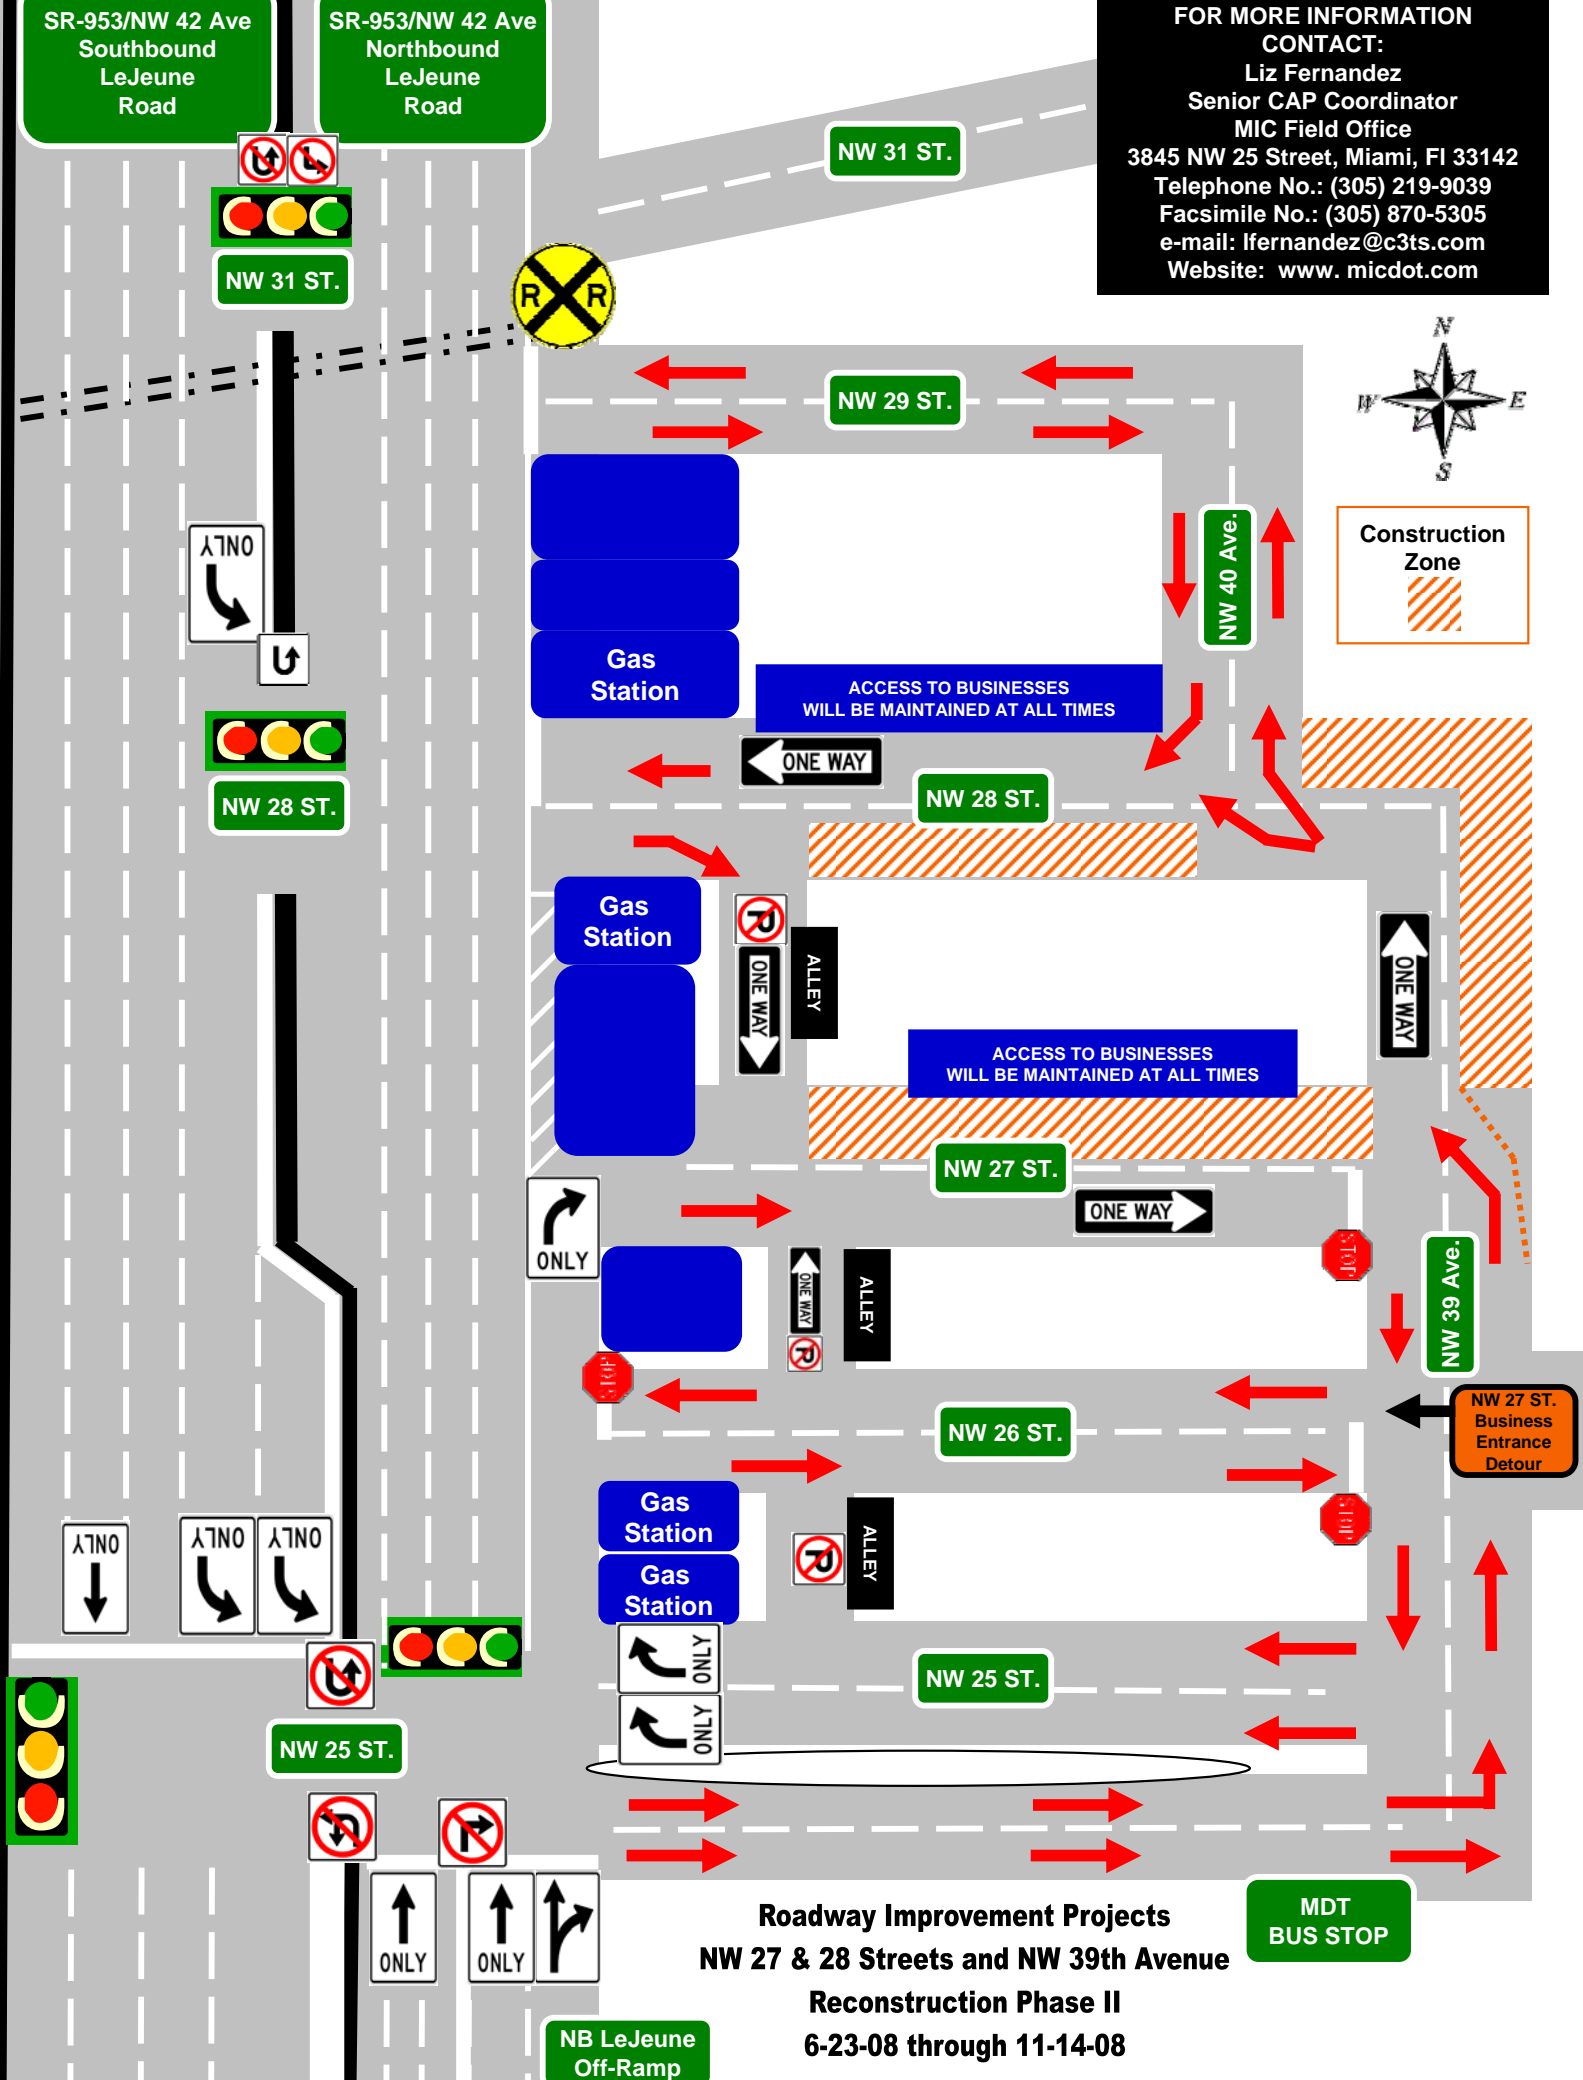 SR-953/NW 42 Ave
Southbound
LeJeune
Road
SR-953/NW 42 Ave
Northbound
LeJeune
Road
FOR MORE INFORMATION
CONTACT:
Liz Fernandez
Senior CAP Coordinator
MIC Field Office
3845 NW 25 Street, Miami, Fl 33142
Telephone No.: (305) 219-9039
Facsimile No.: (305) 870-5305
e-mail: lfernandez@c3ts.com
Website:  www. micdot.com
NW 31 ST.
NW 31 ST.
R R
N
W E
S
NW 29 ST.
Construction
Zone
NW 40 Ave.
ONLY
Gas
Station
ACCESS TO BUSINESSES
WILL BE MAINTAINED AT ALL TIMES
ONE WAY
NW 28 ST.
NW 28 ST.
Gas
Station
P
ONE WAY
ALLEY
ONE WAY
ACCESS TO BUSINESSES
WILL BE MAINTAINED AT ALL TIMES
NW 27 ST.
ONE WAY
ONLY
STOP
ONE WAY
P
ALLEY
NW 39 Ave.
STOP
NW 26 ST.
NW 27 ST.
Business
Entrance
Detour
Gas
Station
Gas
Station
P
ALLEY
STOP
ONLY
ONLY
ONLY
ONLY
ONLY
NW 25 ST.
NW 25 ST.
ONLY
ONLY
MDT
BUS STOP
Roadway Improvement Projects
NW 27 & 28 Streets and NW 39th Avenue
Reconstruction Phase II
6-23-08 through 11-14-08
NB LeJeune
Off-Ramp